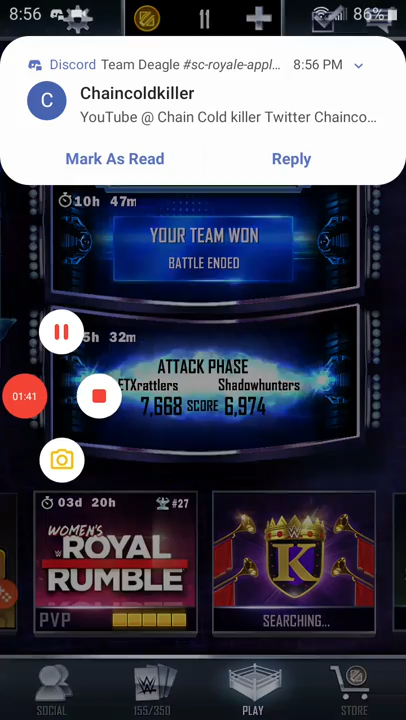 8:56
11
86%
Discord Team Deagle #sc-royale-appl... 8:56 PM
C
Chaincoldkiller
YouTube @ Chain Cold killer Twitter Chainco...
Mark As Read
Reply
10h 47m
YOUR TEAM WON
BATTLE ENDED
5h 32m
ATTACK PHASE
ETXrattlers Shadowhunters
7,668 SCORE 6,974
01:41
03d 20h #27
WOMEN'S
ROYAL
RUMBLE
PVP
K
SEARCHING...
SOCIAL
155/350
PLAY
STORE